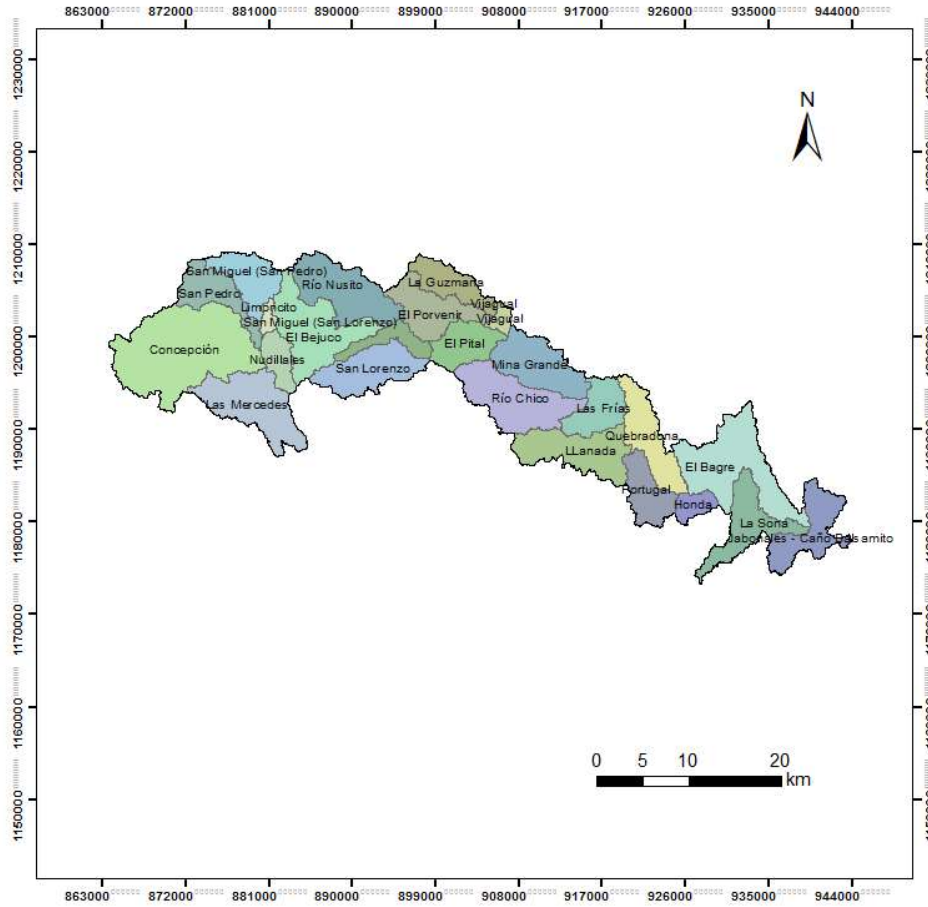 863000 872000 881000 890000 899000 908000 917000 926000 935000 944000
1230000
1220000
1210000
1200000
1190000
1180000
1170000
1160000
1150000
N
San Miguel (San Pedro)
La Guzmana
Río Nusito
San Pedro
Vijagual
Limoncito
El Porvenir
Vijagual
San Miguel (San Lorenzo)
El Bejuco
El Pital
Concepción
Nudillales
Mina Grande
San Lorenzo
Río Chico
Las Mercedes
Las Frías
Quebradona
LLanada
El Bagre
Portugal
Honda
La Sona
Jabonales - Caño Balsamito
0 5 10 20
km
863000 872000 881000 890000 899000 908000 917000 926000 935000 944000